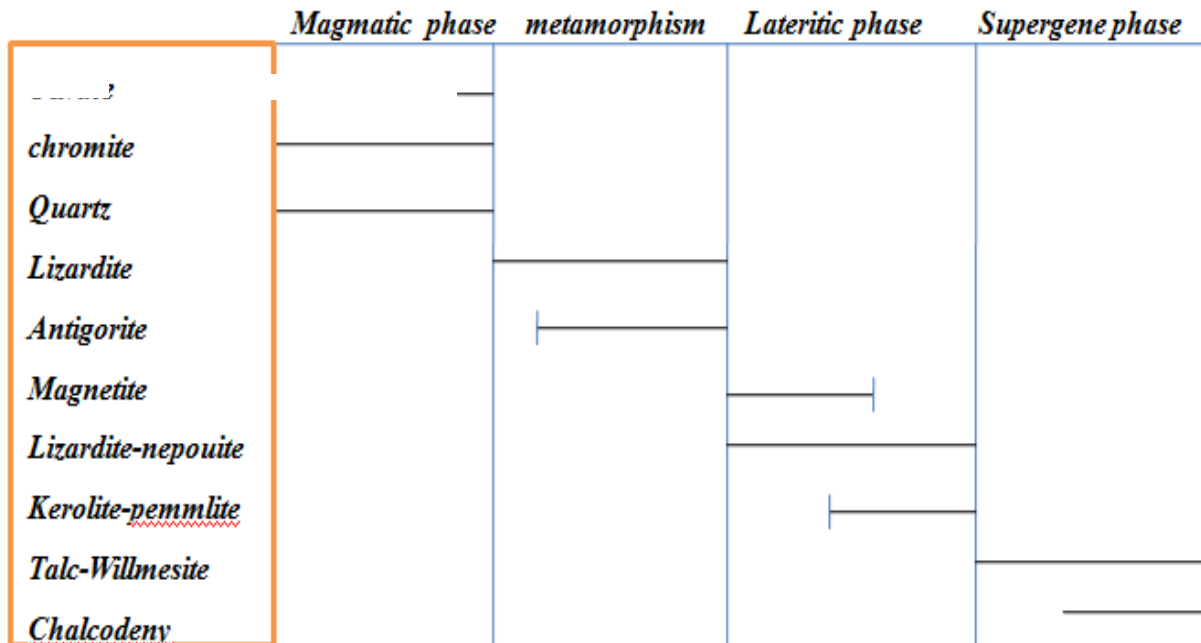 Magmatic phase metamorphism Lateritic phase Supergene phase
chromite
Quartz
Lizardite
Antigorite
Magnetite
Lizardite-nepouite
Kerolite-pemmlite
Talc-Willmesite
Chalcodeny